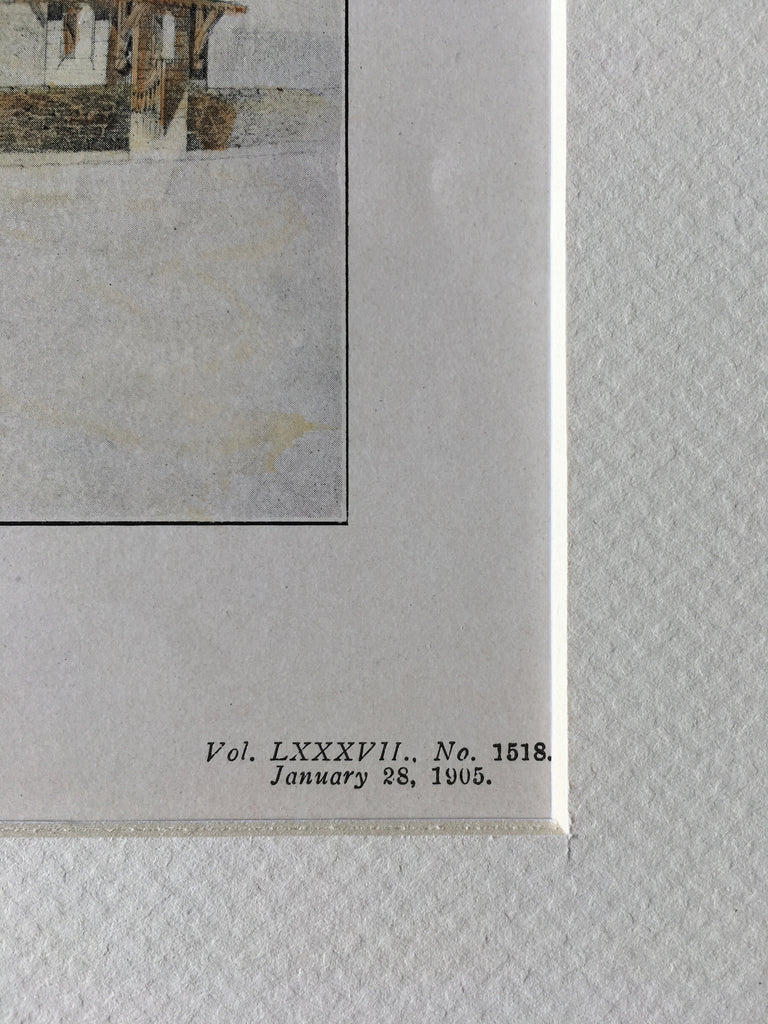 Vol. LXXXVII., No. 1518.
January 28, 1905.